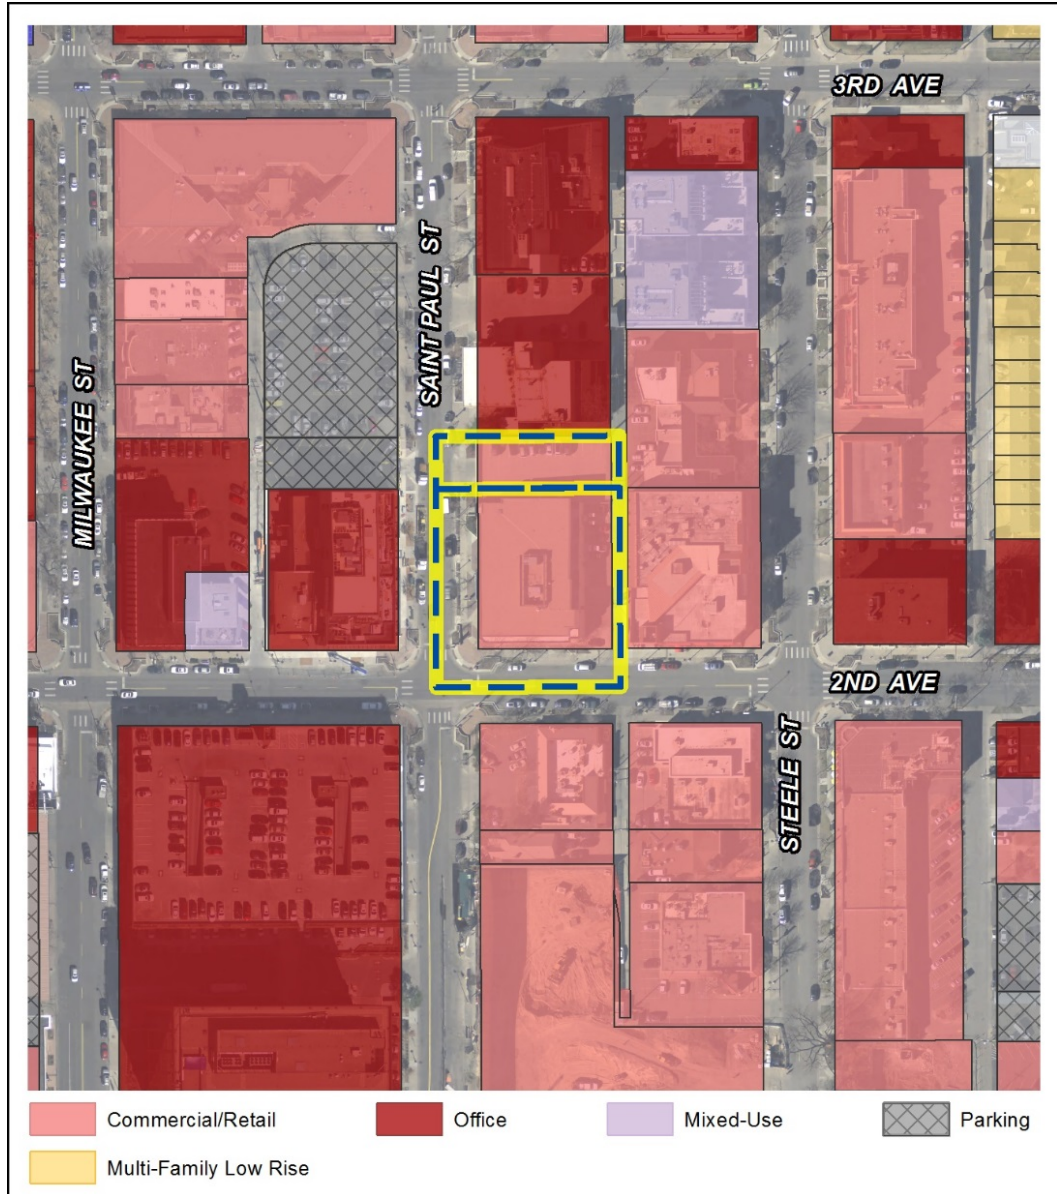 3RD AVE
SAINT PAUL ST
MILWAUKEE ST
2ND AVE
STEELE ST
Commercial/Retail
Office
Mixed-Use
Parking
Multi-Family Low Rise